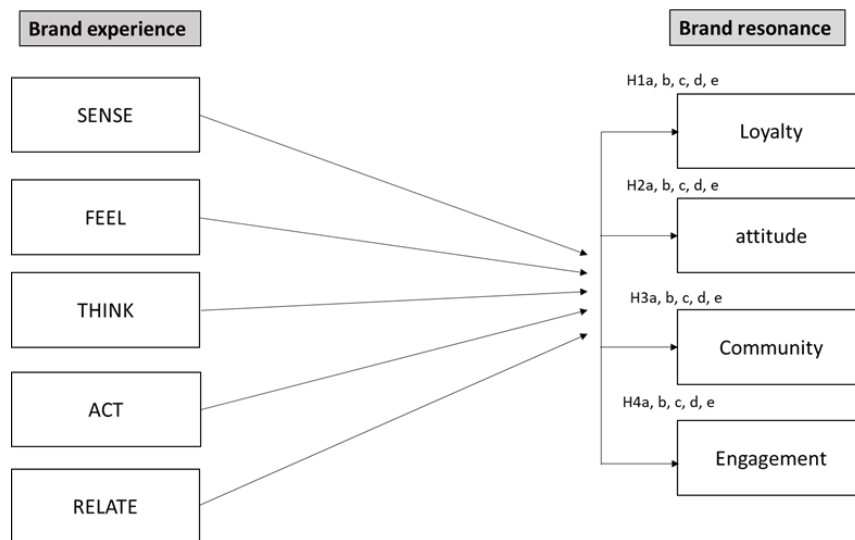 Brand experience
SENSE
FEEL
THINK
ACT
RELATE
Brand resonance
H1a, b, c, d, e
Loyalty
H2a, b, c, d, e
attitude
H3a, b, c, d, e
Community
H4a, b, c, d, e
Engagement